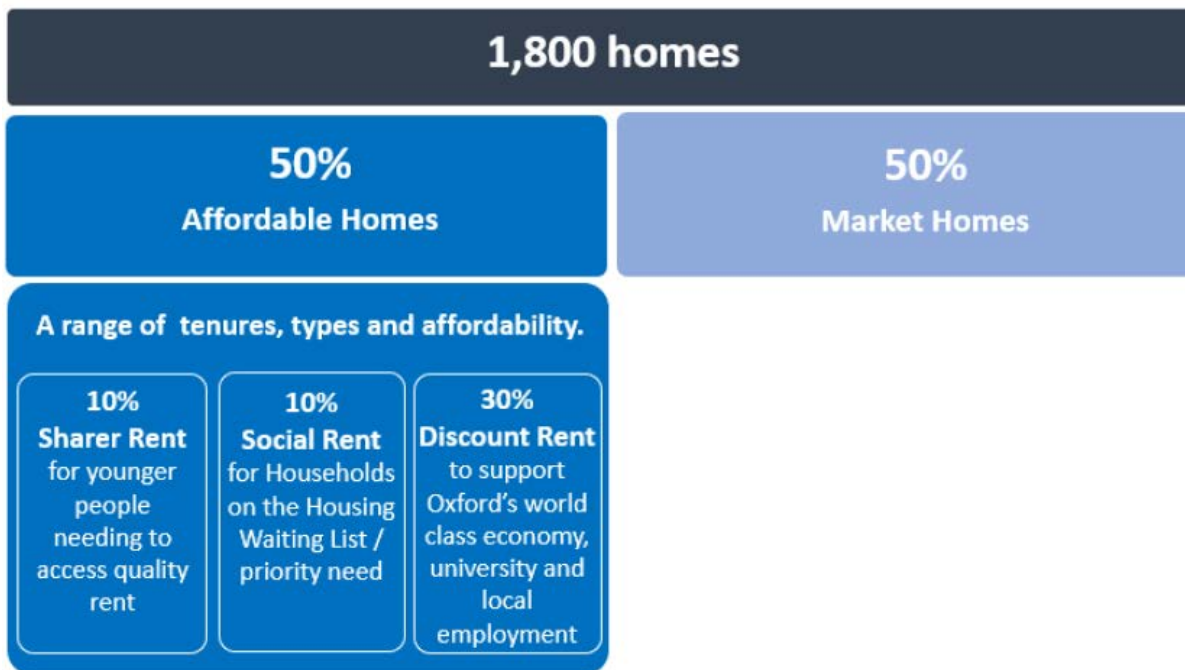 1,800 homes
50%
Affordable Homes
50%
Market Homes
A range of  tenures, types and affordability.
10%
Sharer Rent
for younger
people
needing to
access quality
rent
10%
Social Rent
for Households
on the Housing
Waiting List /
priority need
30%
Discount Rent
to support
Oxford’s world
class economy,
university and
local
employment